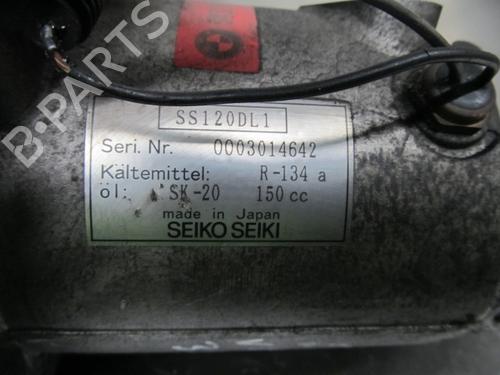 SS120DL1
Seri. Nr. 0003014642
Kältemittel: R-134 a
öl: SK-20 150 cc
made in Japan
SEIKO SEIKI
B-PARTS